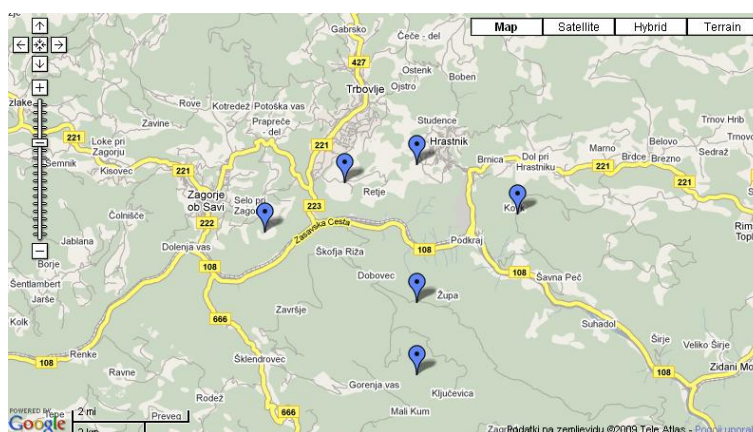 Map
Satellite
Hybrid
Terrain
Gabrsko
Čeče - del
427
Ostenk
Boben
Ojstro
Trbovlje
Kotredež
Potoška vas
Rove
Prapreče - del
Zavine
Studence
Trnov Hrib
221
Loke pri Zagorju
221
Hrastnik
Marno
Belovo
Semnik
Kisovec
Brnica
Dol pri Hrastniku
221
Brdce
Brezno
Sedraž
221
Retje
221
Zagorje ob Savi
Selo pri
223
Čolnišče
222
Zasavska Cesta
Jablana
Dolenja vas
Škofja Riža
108
Podkraj
Borje
108
Dobovec
108
Šavna Peč
Šentlambert
Jarše
Župa
Kolk
Završje
666
Suhadol
Širje
Veliko Širje
108
Renke
Šklendrovec
108
Ravne
Gorenja vas
Ključevica
Rodež
Mali Kum
POWERED BY
Google
2 mi
666
Podatki na zemljevidu ©2009 Tele Atlas -